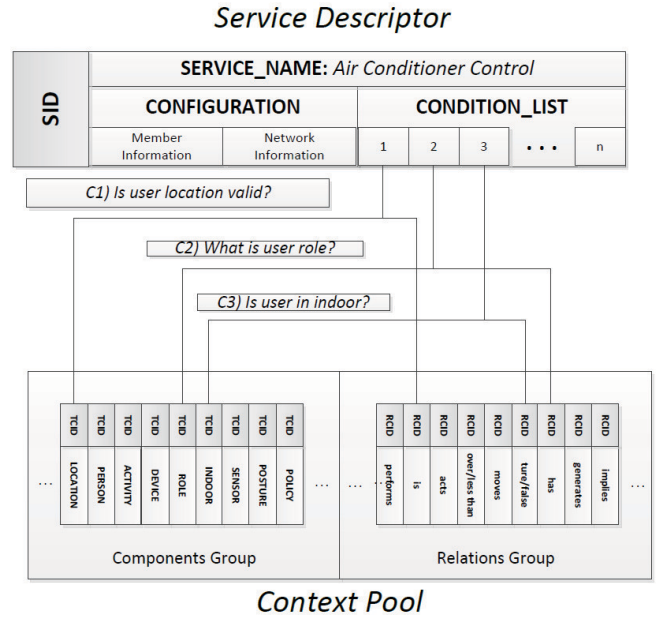 Service Descriptor
SID
SERVICE_NAME: Air Conditioner Control
CONFIGURATION
CONDITION_LIST
Member
Information
Network
Information
1
2
3
• • •
n
C1) Is user location valid?
C2) What is user role?
C3) Is user in indoor?
TCID TCID TCID TCID TCID TCID TCID TCID TCID
RCID RCID RCID RCID RCID RCID RCID RCID RCID
...
LOCATION
PERSON
ACTIVITY
DEVICE
ROLE
INDOOR
SENSOR
POSTURE
POLICY
...
...
...
performs
is
acts
over/less than
moves
ture/false
has
generates
implies
...
Components Group
Relations Group
Context Pool